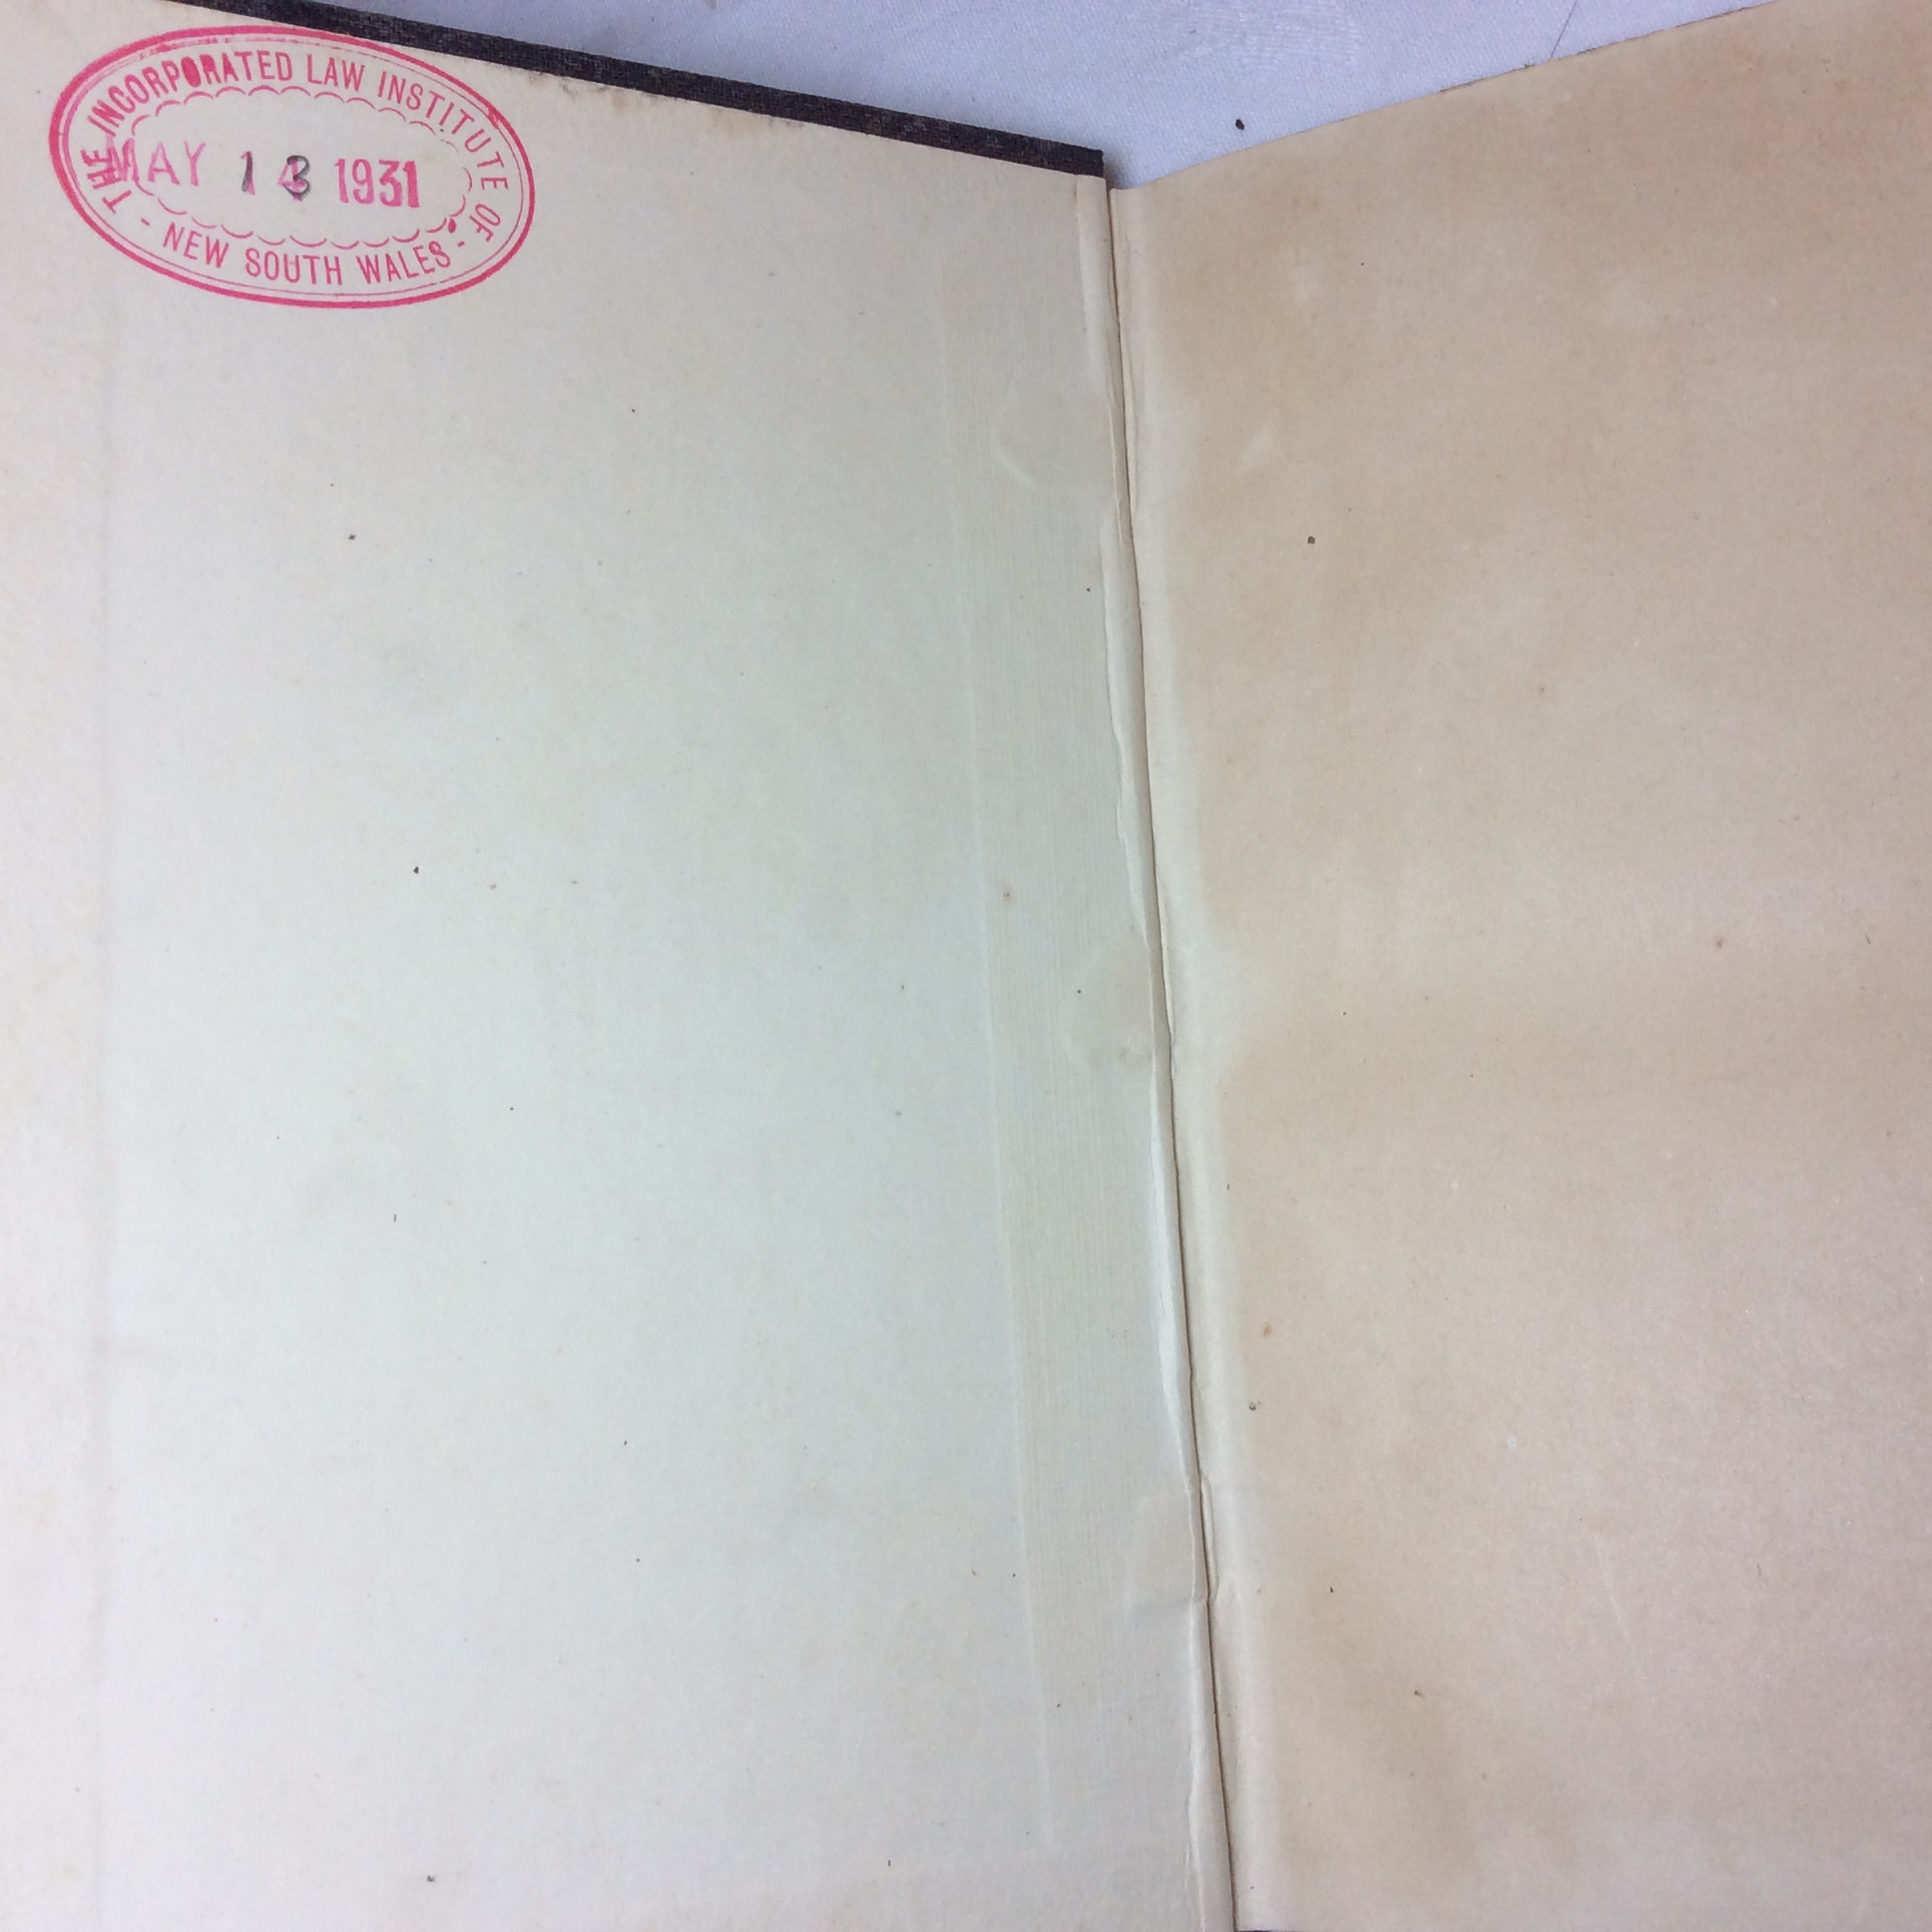 THE INCORPORATED LAW INSTITUTE OF
MAY 13 1931
- NEW SOUTH WALES -